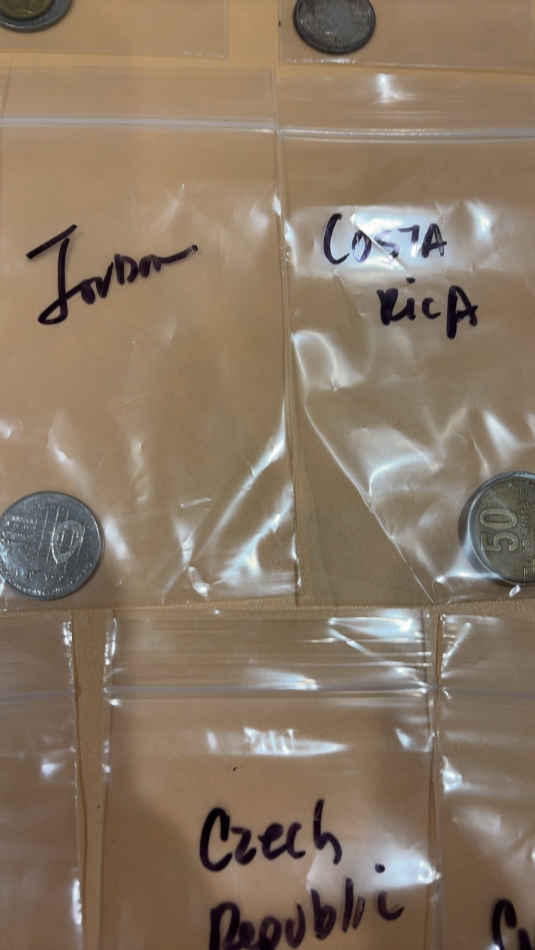 Jordan
COSTA
RicA
50
Czech
Republic